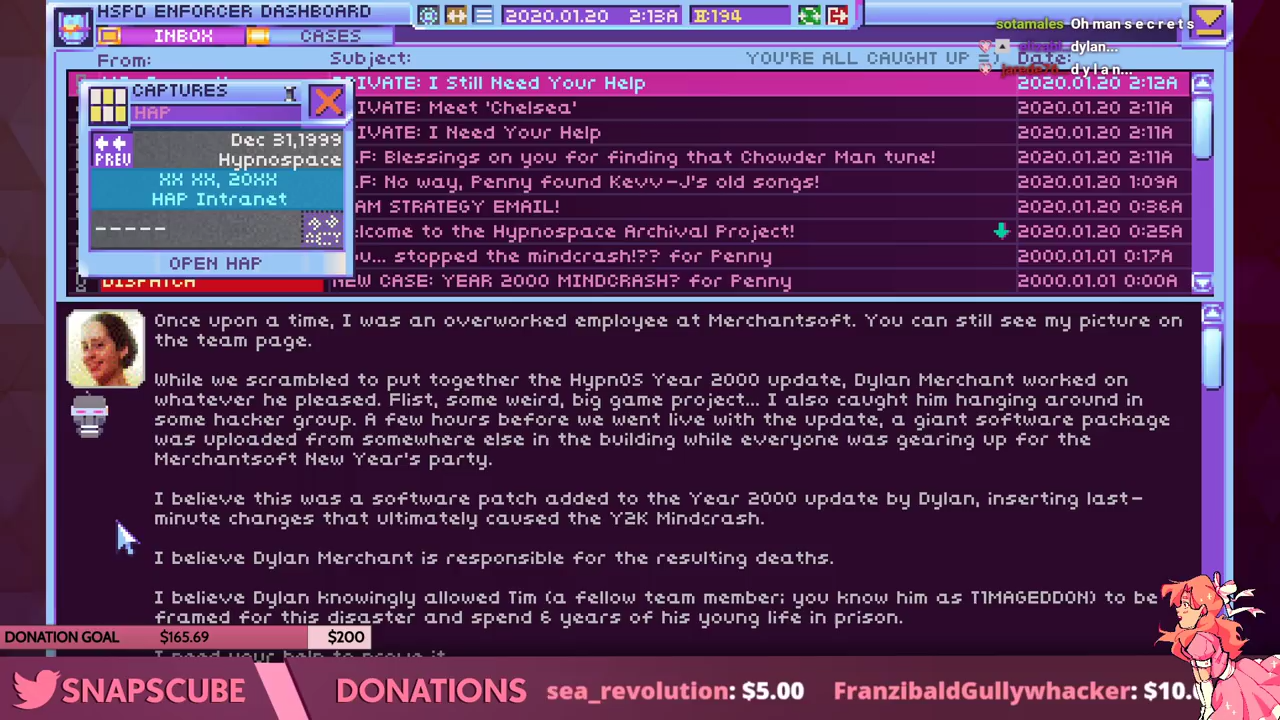 HSPD ENFORCER DASHBOARD
2020.01.20 2:13A
194
INBOX
CASES
sotamales Oh man s e c r e t s
dylan...
d y l a n...
From:
Subject:
YOU'RE ALL CAUGHT UP =)
Date:
CAPTURES
HAP
PREV
Dec 31,1999
Hypnospace
XX XX, 20XX
HAP Intranet
-----
OPEN HAP
IVATE: I Still Need Your Help
2020.01.20 2:12A
IVATE: Meet 'Chelsea'
2020.01.20 2:11A
IVATE: I Need Your Help
2020.01.20 2:11A
.F: Blessings on you for finding that Chowder Man tune!
2020.01.20 2:11A
.F: No way, Penny found Kevv-J's old songs!
2020.01.20 1:09A
AM STRATEGY EMAIL!
2020.01.20 0:36A
lcome to the Hypnospace Archival Project!
2020.01.20 0:25A
u... stopped the mindcrash!?? for Penny
2000.01.01 0:17A
DISPATCH
NEW CASE: YEAR 2000 MINDCRASH? for Penny
2000.01.01 0:00A
Once upon a time, I was an overworked employee at Merchantsoft. You can still see my picture on
the team page.
While we scrambled to put together the HypnOS Year 2000 update, Dylan Merchant worked on
whatever he pleased. Flist, some weird, big game project... I also caught him hanging around in
some hacker group. A few hours before we went live with the update, a giant software package
was uploaded from somewhere else in the building while everyone was gearing up for the
Merchantsoft New Year's party.
I believe this was a software patch added to the Year 2000 update by Dylan, inserting last-
minute changes that ultimately caused the Y2K Mindcrash.
I believe Dylan Merchant is responsible for the resulting deaths.
I believe Dylan knowingly allowed Tim (a fellow team member; you know him as T1MAGEDDON) to be
framed for this disaster and spend 6 years of his young life in prison.
I need your help to prove it
DONATION GOAL
$165.69
$200
SNAPSCUBE
DONATIONS
sea_revolution: $5.00
FranzibaldGullywhacker: $10.0